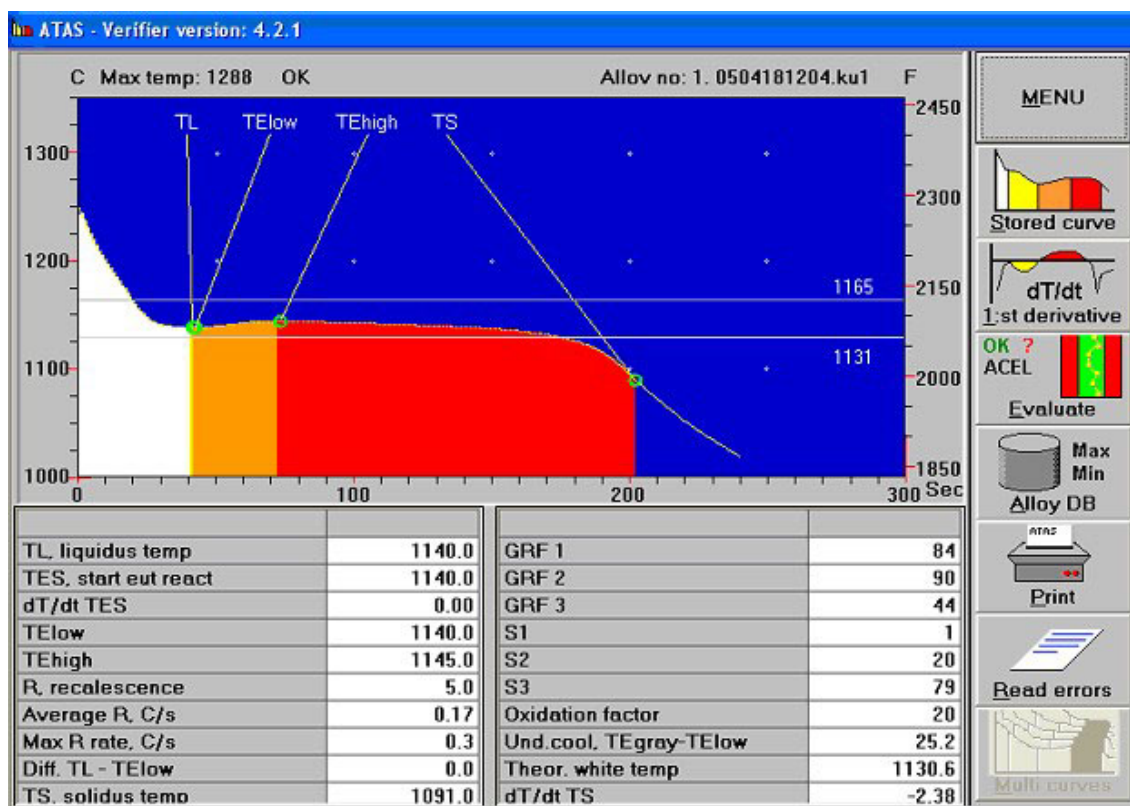 ATAS - Verifier version: 4.2.1
C Max temp: 1288 OK Allov no: 1. 0504181204.ku1 F
TL TElow TEhigh TS
1300
1200
1100
1000
2450
2300
2150
2000
1850
1165
1131
0 100 200 300 Sec
TL, liquidus temp 1140.0
TES, start eut react 1140.0
dT/dt TES 0.00
TElow 1140.0
TEhigh 1145.0
R, recalescence 5.0
Average R, C/s 0.17
Max R rate, C/s 0.3
Diff. TL - TElow 0.0
TS, solidus temp 1091.0
GRF 1 84
GRF 2 90
GRF 3 44
S1 1
S2 20
S3 79
Oxidation factor 20
Und.cool, TEgray-TElow 25.2
Theor. white temp 1130.6
dT/dt TS -2.38
MENU
Stored curve
dT/dt
1:st derivative
OK ?
ACEL
Evaluate
Max
Min
Alloy DB
ATAS
Print
Read errors
Multi curves